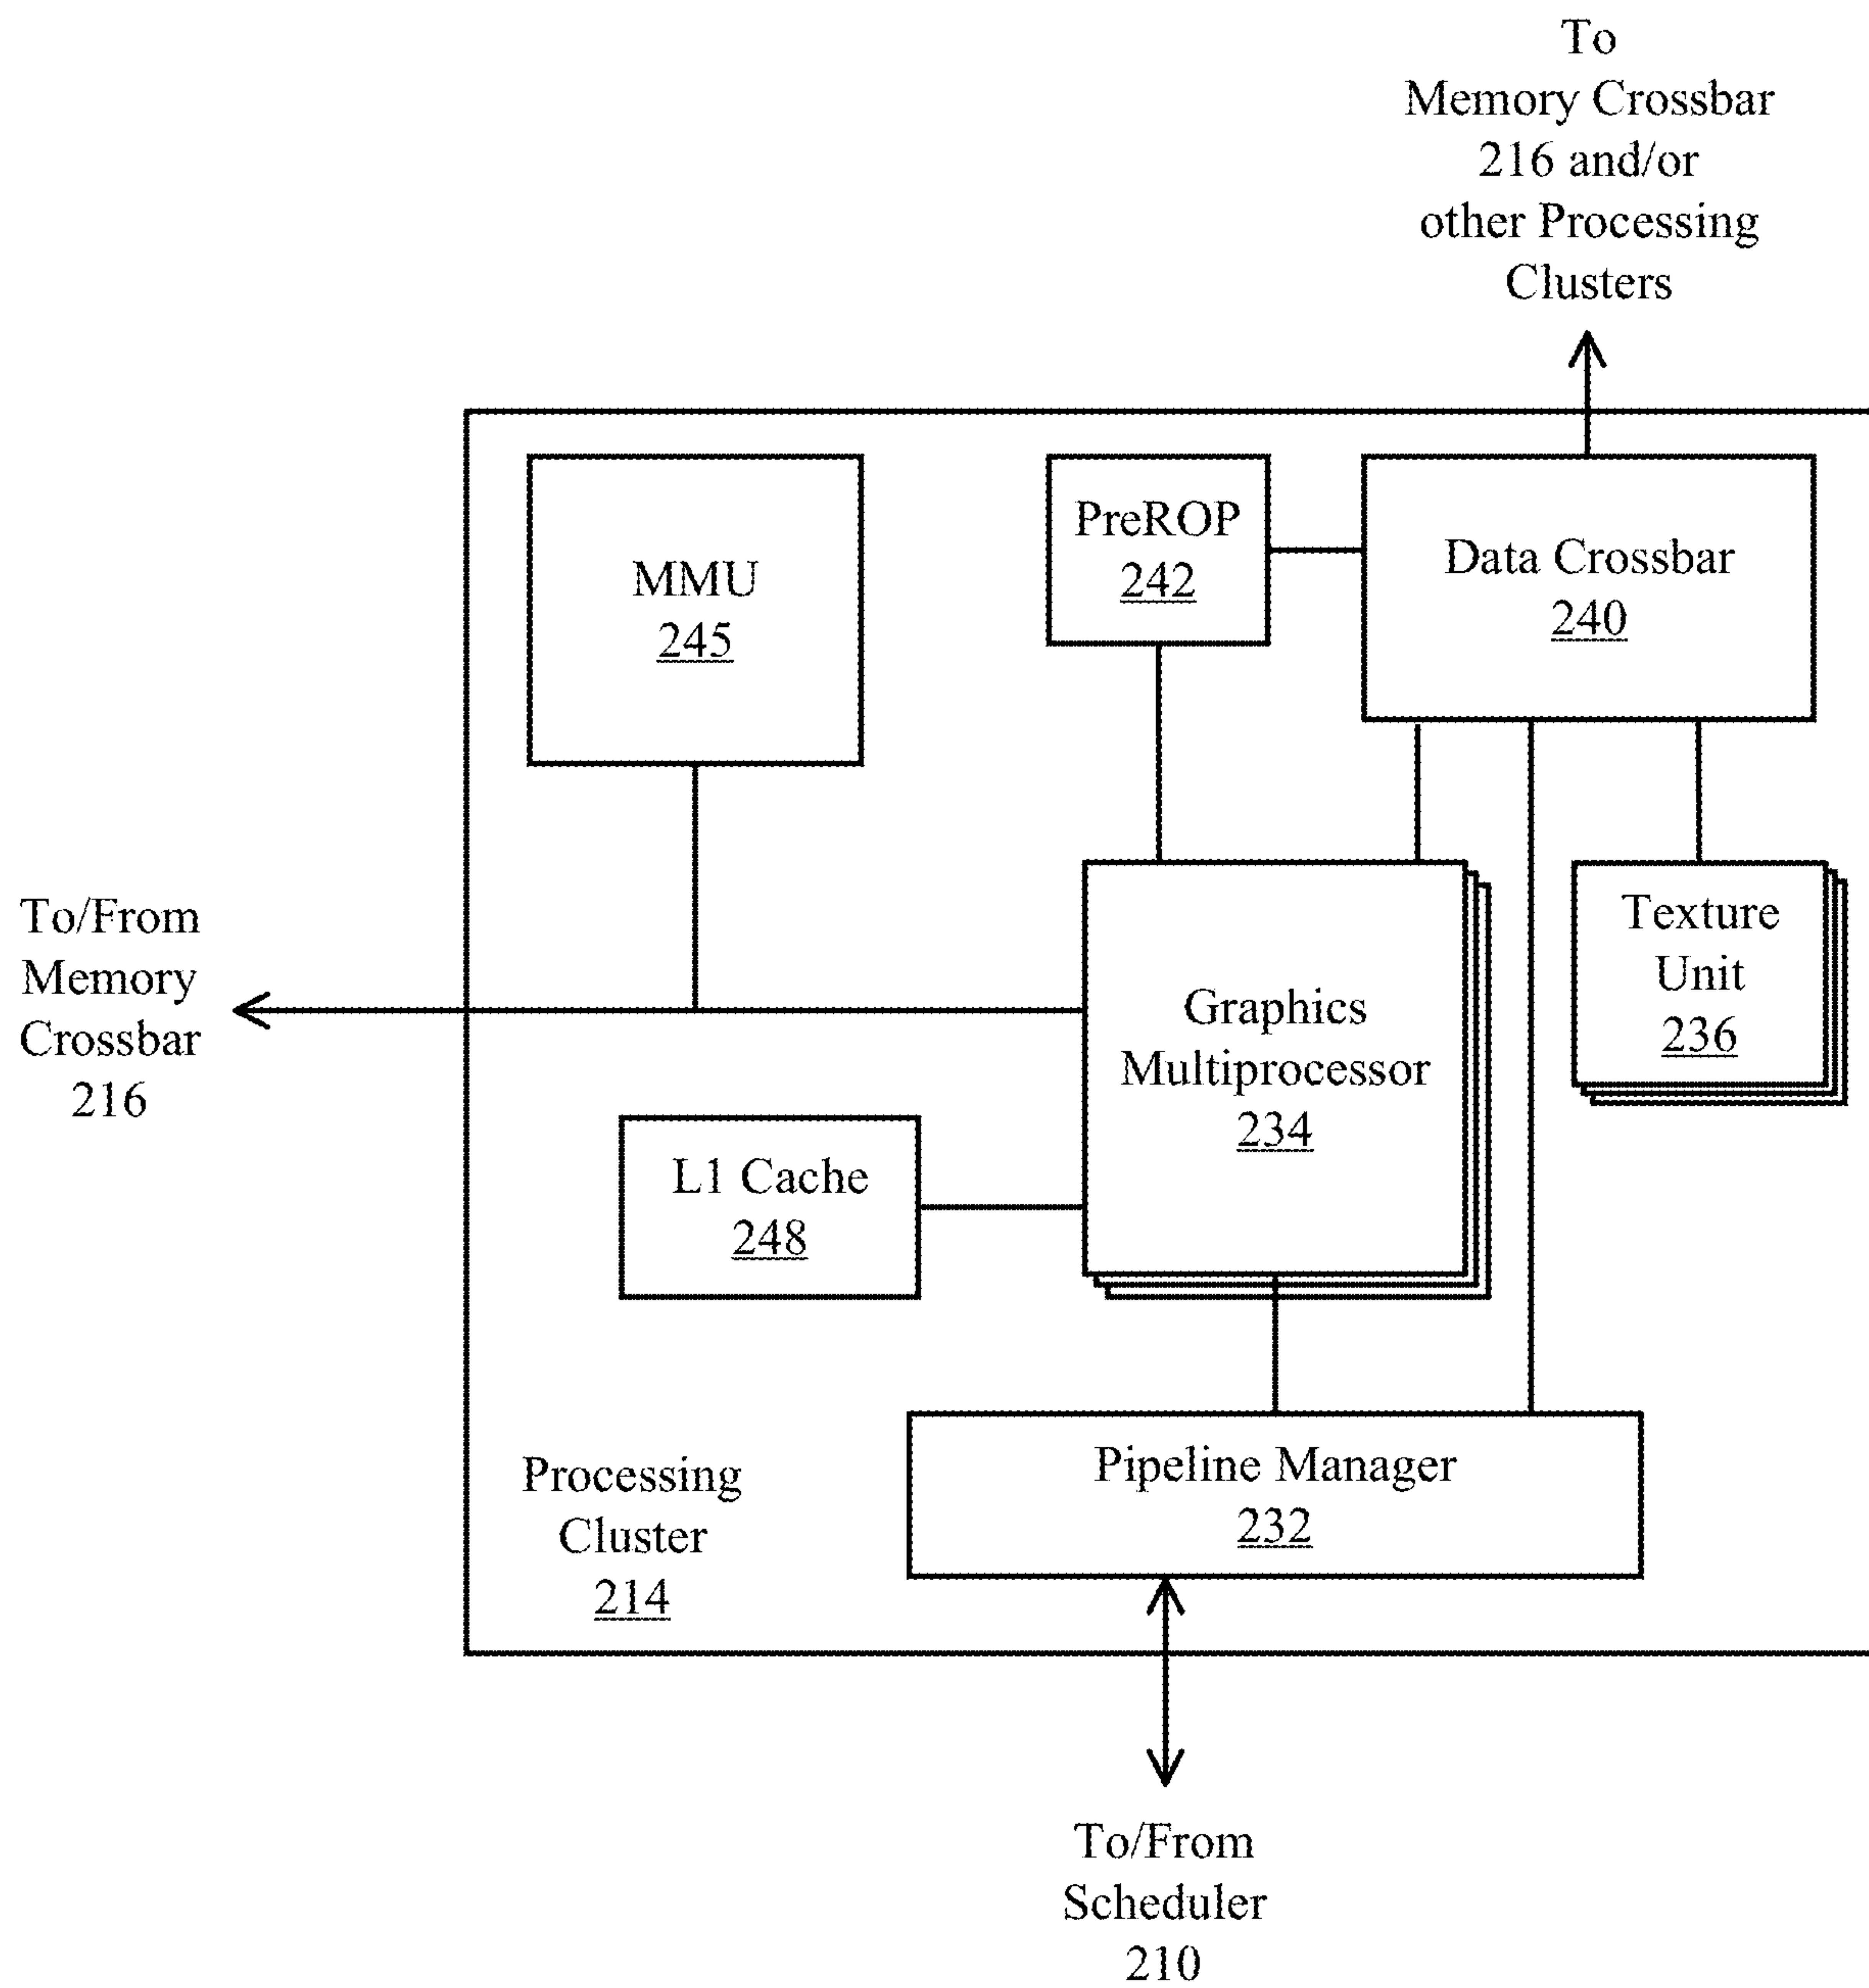 To
Memory Crossbar
216 and/or
other Processing
Clusters
MMU
245
PreROP
242
Data Crossbar
240
To/From
Memory
Crossbar
216
Graphics
Multiprocessor
234
Texture
Unit
236
L1 Cache
248
Processing
Cluster
214
Pipeline Manager
232
To/From
Scheduler
210